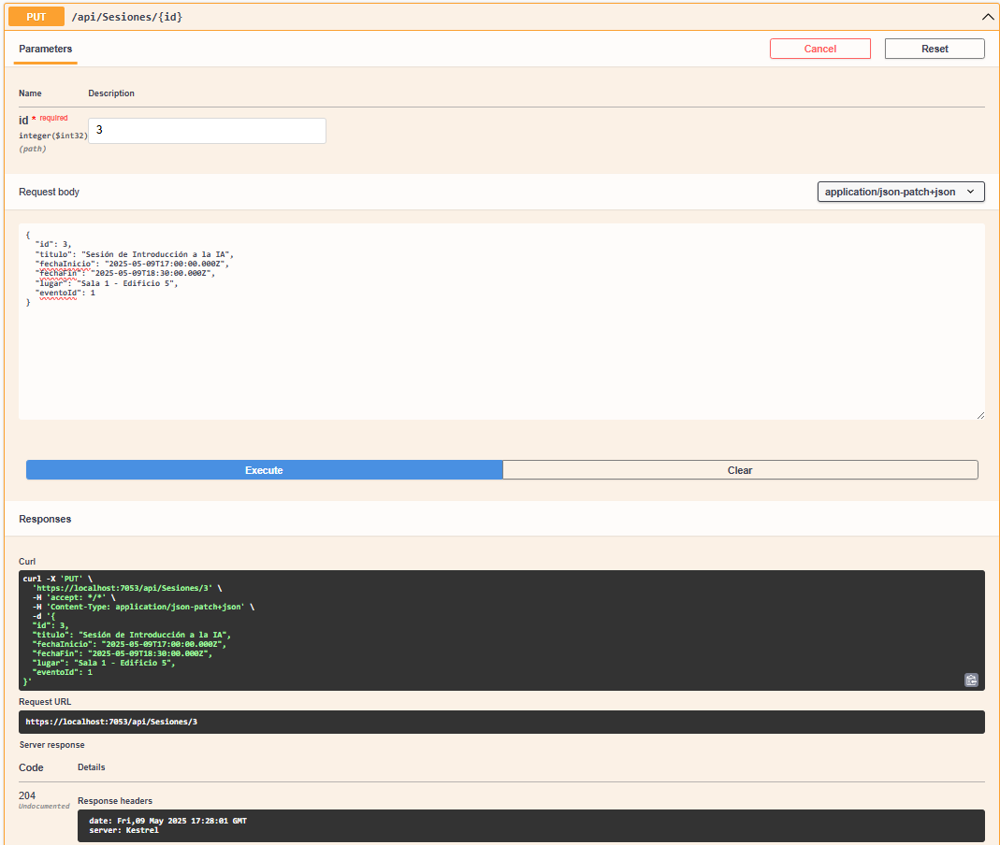 PUT /api/Sesiones/{id}
Parameters
Cancel
Reset
Name Description
id * required
3
integer($int32)
(path)
Request body
application/json-patch+json
{
"id": 3,
"titulo": "Sesión de Introducción a la IA",
"fechaInicio": "2025-05-09T17:00:00.000Z",
"fechaFin": "2025-05-09T18:30:00.000Z",
"lugar": "Sala 1 - Edificio 5",
"eventoId": 1
}
Execute
Clear
Responses
Curl
curl -X 'PUT' \
'https://localhost:7053/api/Sesiones/3' \
-H 'accept: */*' \
-H 'Content-Type: application/json-patch+json' \
-d '{
"id": 3,
"titulo": "Sesión de Introducción a la IA",
"fechaInicio": "2025-05-09T17:00:00.000Z",
"fechaFin": "2025-05-09T18:30:00.000Z",
"lugar": "Sala 1 - Edificio 5",
"eventoId": 1
}'
Request URL
https://localhost:7053/api/Sesiones/3
Server response
Code Details
204
Undocumented
Response headers
date: Fri,09 May 2025 17:28:01 GMT
server: Kestrel